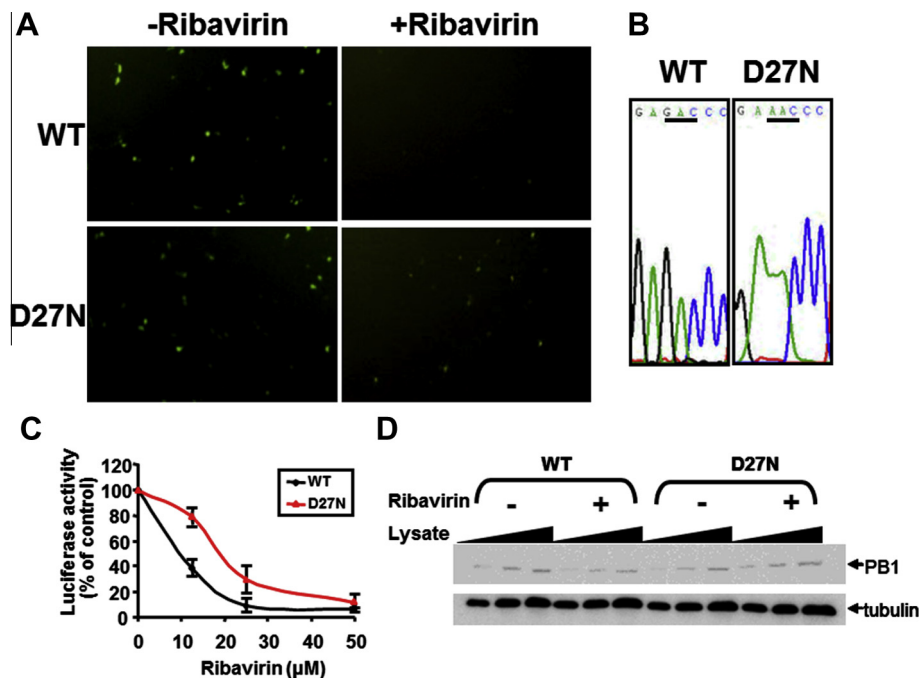 A
-Ribavirin
+Ribavirin
WT
D27N
B
WT
D27N
G A G A C C C
G A A A C C C
C
Luciferase activity
(% of control)
120
100
80
60
40
20
0
0
10
20
30
40
50
Ribavirin (µM)
WT
D27N
D
WT
D27N
Ribavirin
-
+
-
+
Lysate
PB1
tubulin